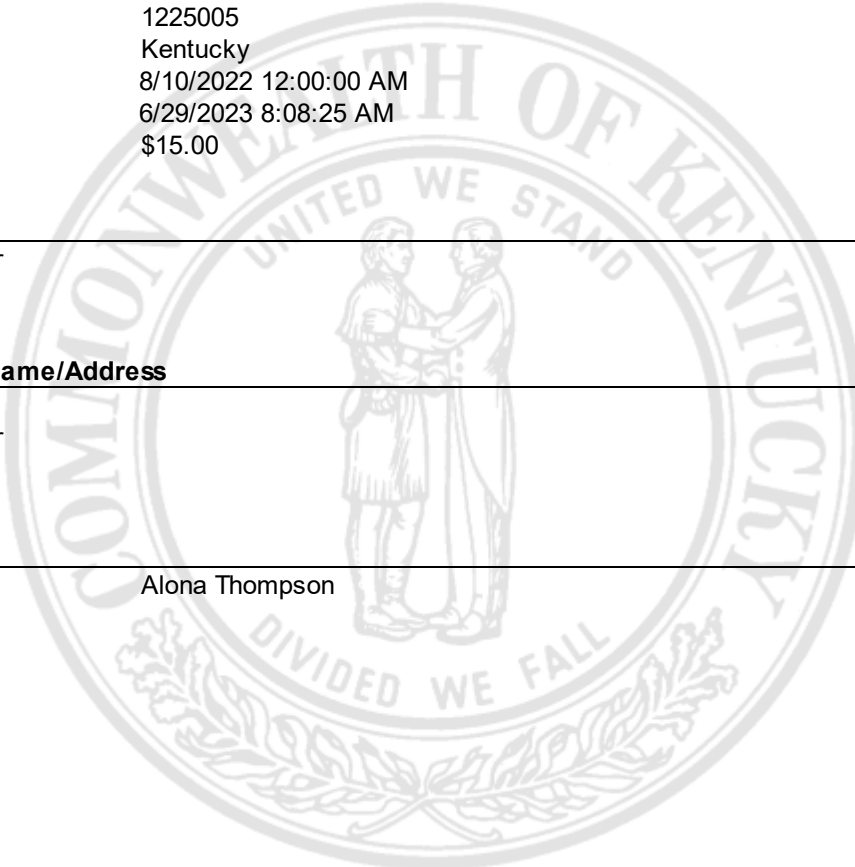 1225005
Kentucky
8/10/2022 12:00:00 AM
6/29/2023 8:08:25 AM
$15.00
COMMONWEALTH OF KENTUCKY
UNITED WE STAND
ame/Address
Alona Thompson
DIVIDED WE FALL